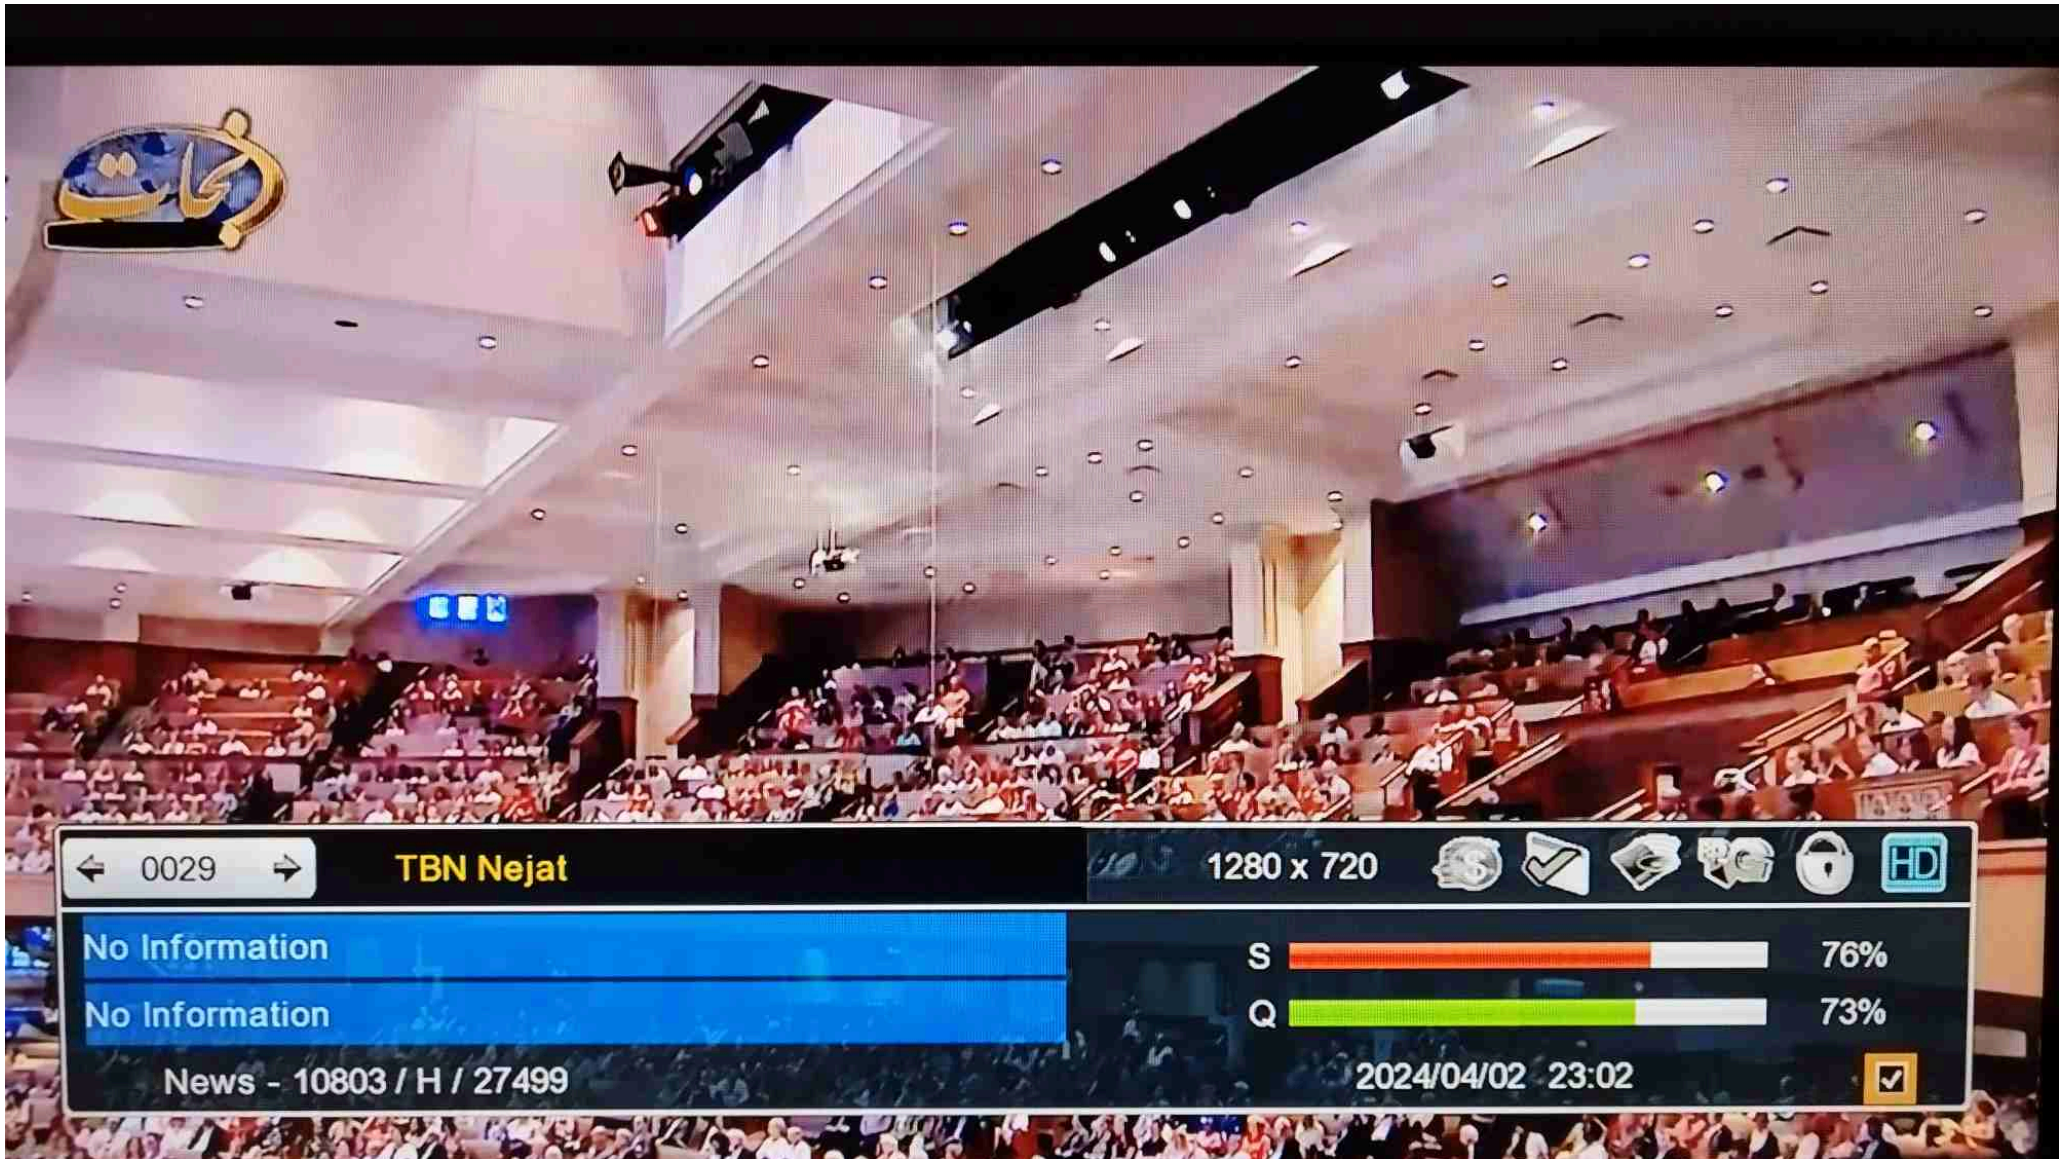 نجات
0029
TBN Nejat
1280 x 720
HD
No Information
S
76%
No Information
Q
73%
News - 10803 / H / 27499
2024/04/02 23:02